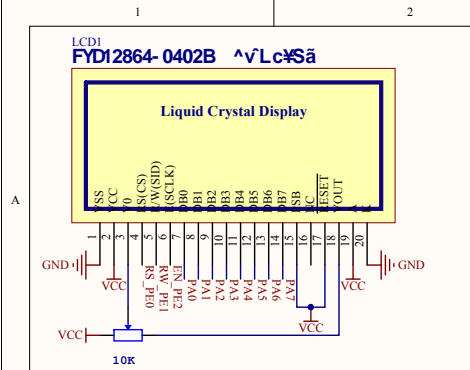 1 2
LCD1
FYD12864-0402B ^vˆLc¥Sã
Liquid Crystal Display
A
VSS
VCC
V0
RS(CS)
R/W(SID)
E(SCLK)
DB0
DB1
DB2
DB3
DB4
DB5
DB6
DB7
PSB
NC
RESET
VOUT
A
K
1
2
3
4
5
6
7
8
9
10
11
12
13
14
15
16
17
18
19
20
GND
VCC
RS_PE0
RW_PE1
EN_PE2
PA0
PA1
PA2
PA3
PA4
PA5
PA6
PA7
VCC
VCC
GND
VCC
10K